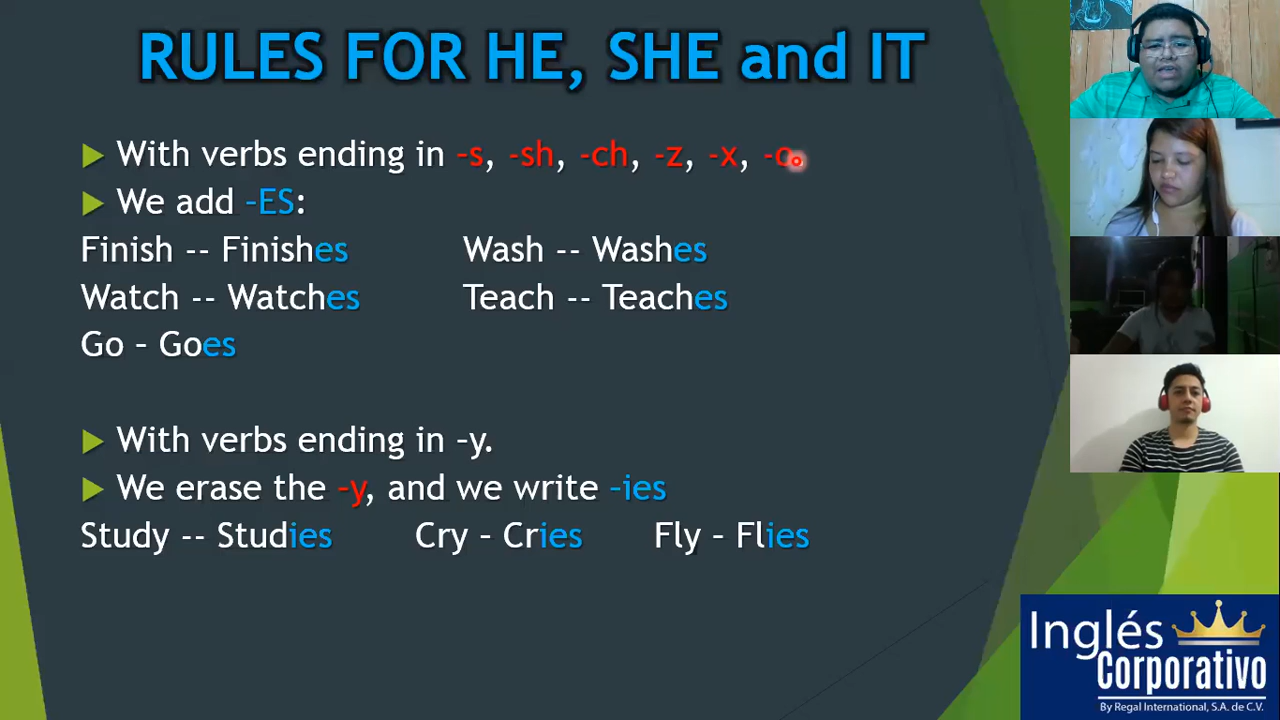 RULES FOR HE, SHE and IT
With verbs ending in –s, -sh, -ch, -z, -x, -o.
We add –ES:
Finish -- Finishes Wash -- Washes
Watch -- Watches Teach -- Teaches
Go – Goes
With verbs ending in –y.
We erase the –y, and we write –ies
Study -- Studies Cry – Cries Fly – Flies
Inglés
Corporativo
By Regal International, S.A. de C.V.